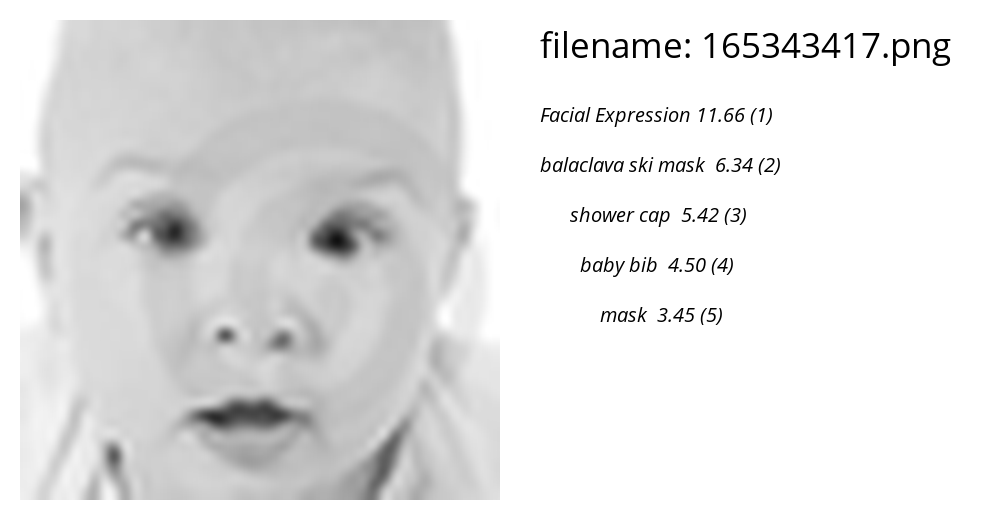 filename: 165343417.png
Facial Expression 11.66 (1)
balaclava ski mask 6.34 (2)
shower cap 5.42 (3)
baby bib 4.50 (4)
mask 3.45 (5)